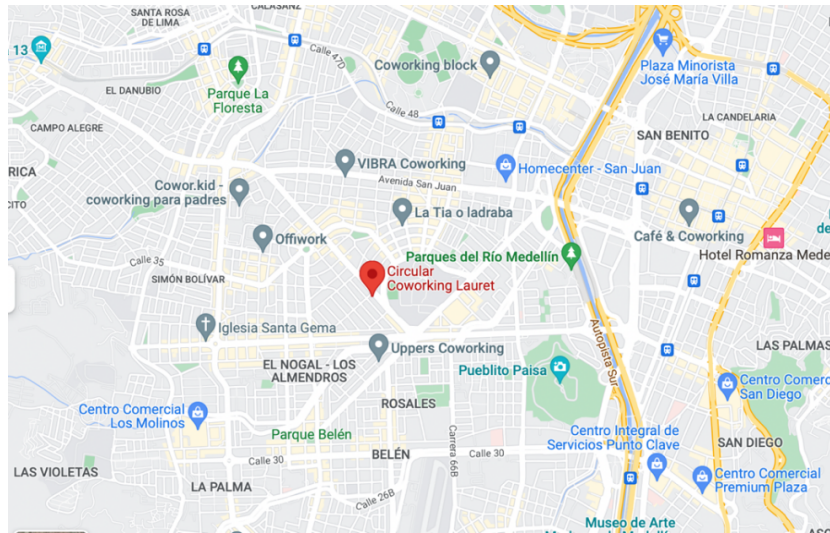 SANTA ROSA
DE LIMA
CALASANZ
Calle 47D
13
Coworking block
Plaza Minorista
José María Villa
EL DANUBIO
Parque La
Floresta
Calle 48
LA CANDELARIA
CAMPO ALEGRE
SAN BENITO
VIBRA Coworking
Homecenter - San Juan
RICA
Avenida San Juan
Cowor.kid -
coworking para padres
CITO
La Tia o ladraba
Offiwork
Café & Coworking
de
Parques del Río Medellín
Hotel Romanza Mede
Calle 35
Circular
Coworking Lauret
SIMÓN BOLÍVAR
Iglesia Santa Gema
Autopista Sur
Uppers Coworking
LAS PALMAS
EL NOGAL - LOS
ALMENDROS
Pueblito Paisa
Centro Comerc
San Diego
ROSALES
Centro Comercial
Los Molinos
Parque Belén
Carrera 66B
Centro Integral de
Servicios Punto Clave
SAN DIEGO
BELÉN
Calle 30
Calle 30
LAS VIOLETAS
Centro Comercial
Premium Plaza
LA PALMA
Calle 26B
Museo de Arte